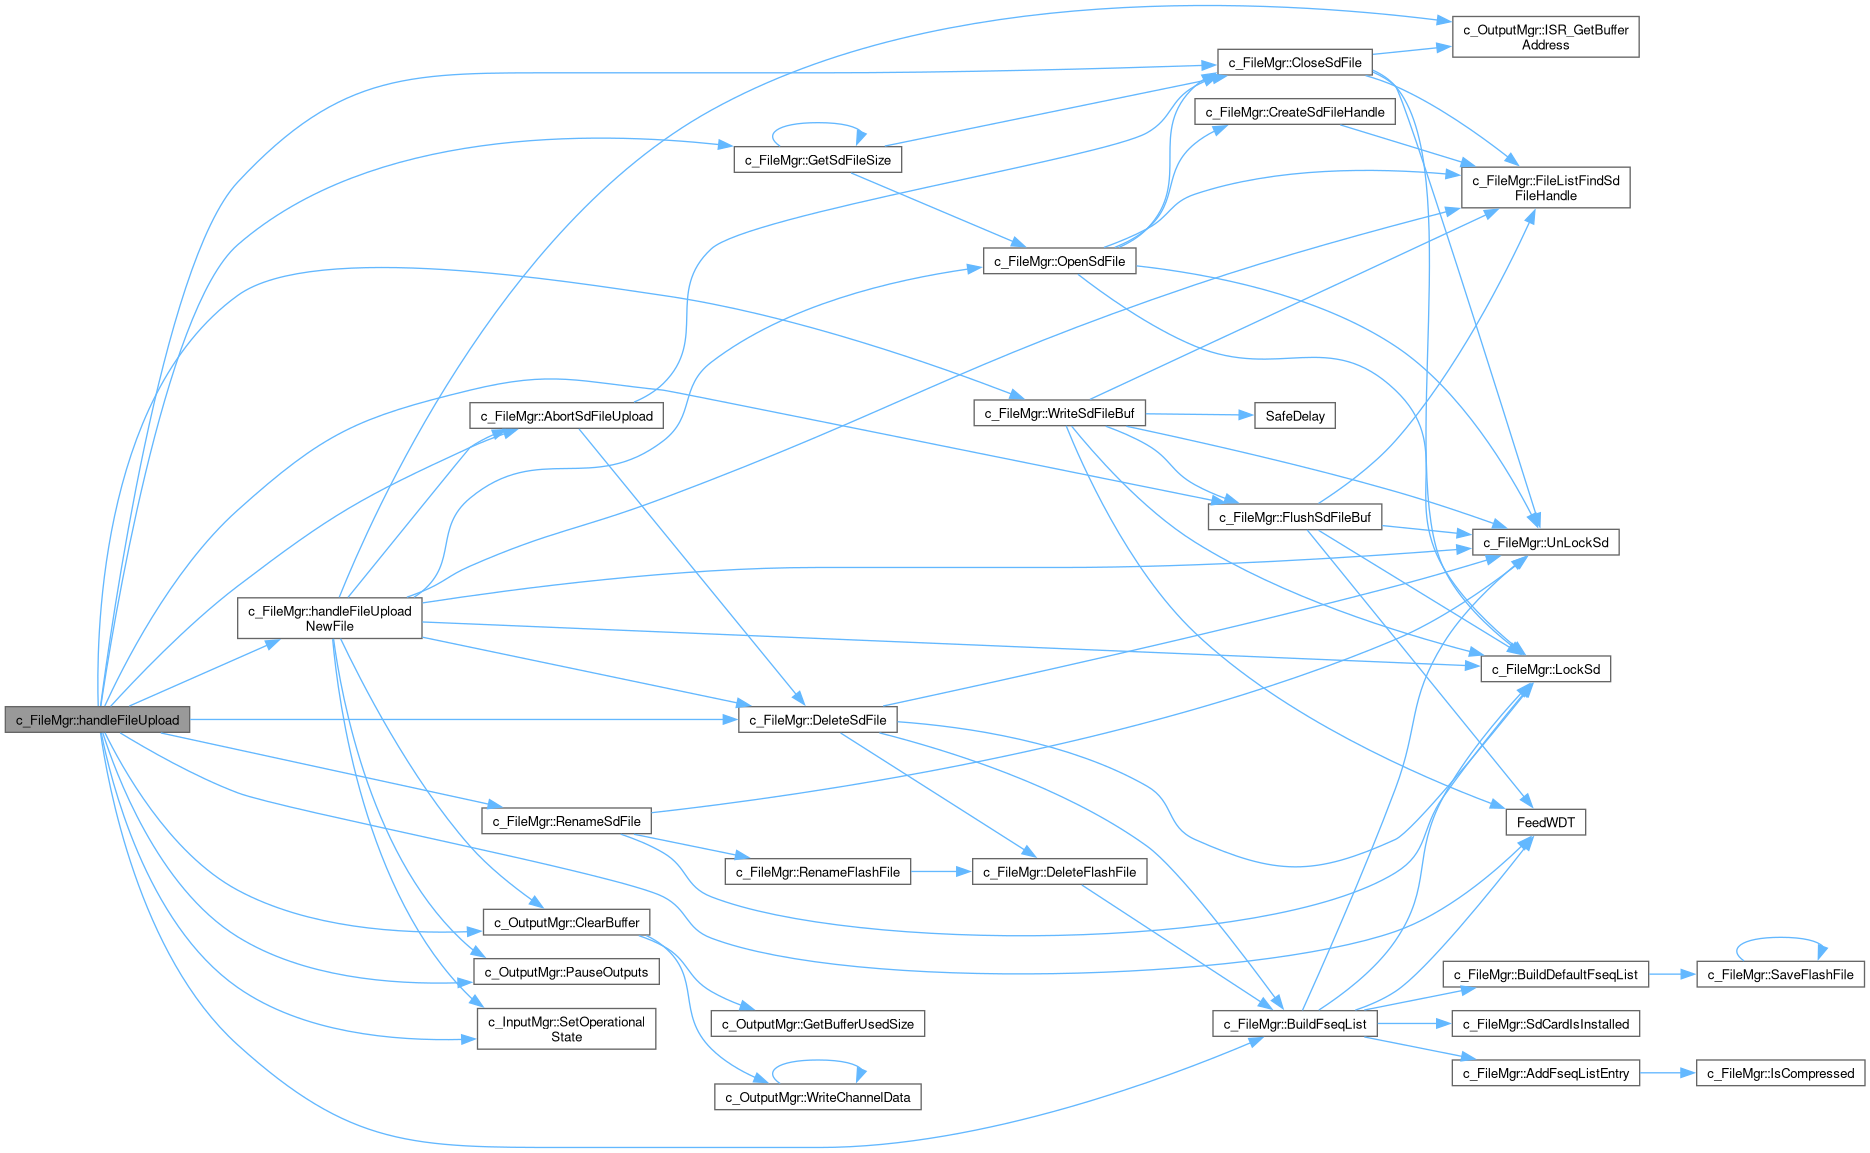 c_OutputMgr::ISR_GetBuffer
Address
c_FileMgr::CloseSdFile
c_FileMgr::CreateSdFileHandle
c_FileMgr::GetSdFileSize
c_FileMgr::FileListFindSd
FileHandle
c_FileMgr::OpenSdFile
c_FileMgr::AbortSdFileUpload
c_FileMgr::WriteSdFileBuf
SafeDelay
c_FileMgr::FlushSdFileBuf
c_FileMgr::UnLockSd
c_FileMgr::handleFileUpload
NewFile
c_FileMgr::LockSd
c_FileMgr::handleFileUpload
c_FileMgr::DeleteSdFile
c_FileMgr::RenameSdFile
FeedWDT
c_FileMgr::RenameFlashFile
c_FileMgr::DeleteFlashFile
c_OutputMgr::ClearBuffer
c_OutputMgr::PauseOutputs
c_FileMgr::BuildDefaultFseqList
c_FileMgr::SaveFlashFile
c_InputMgr::SetOperational
State
c_OutputMgr::GetBufferUsedSize
c_FileMgr::BuildFseqList
c_FileMgr::SdCardIsInstalled
c_FileMgr::AddFseqListEntry
c_FileMgr::IsCompressed
c_OutputMgr::WriteChannelData